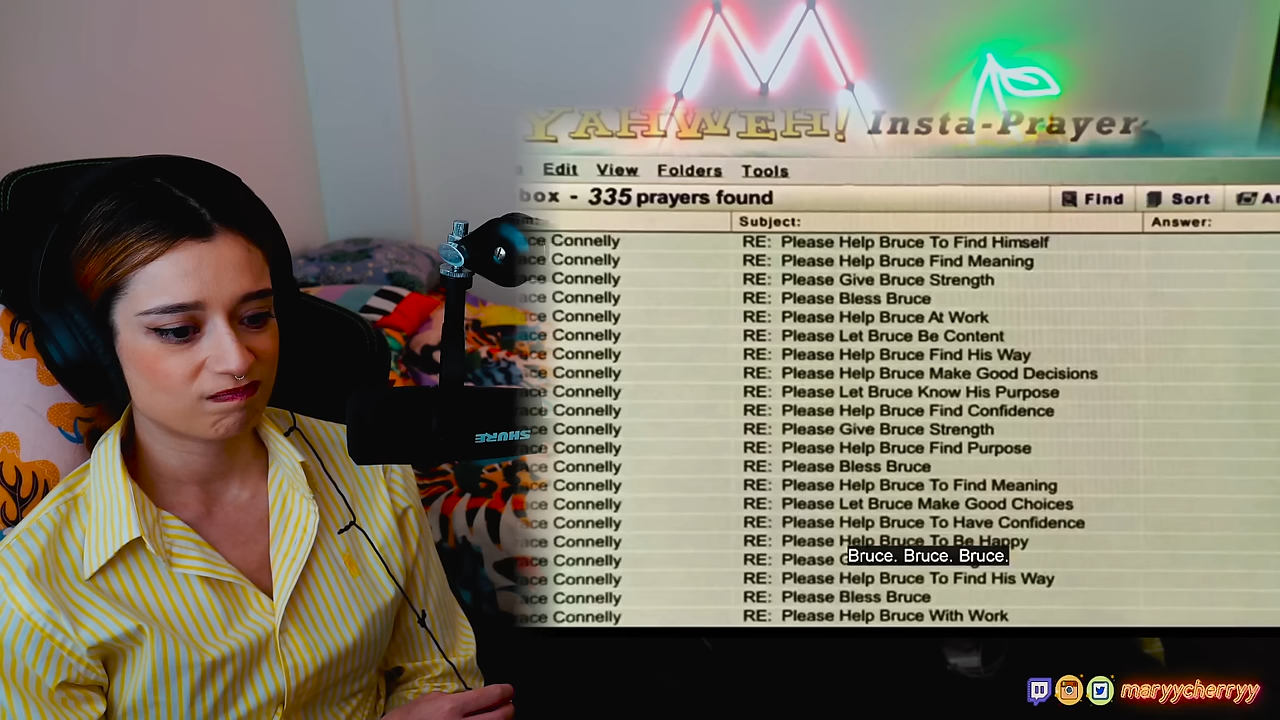 YAHWEH! Insta-Prayer
Edit View Folders Tools
box - 335 prayers found
Find Sort
Subject: Answer:
ce Connelly RE: Please Help Bruce To Find Himself
ace Connelly RE: Please Help Bruce Find Meaning
ace Connelly RE: Please Give Bruce Strength
ace Connelly RE: Please Bless Bruce
ace Connelly RE: Please Help Bruce At Work
ace Connelly RE: Please Let Bruce Be Content
ace Connelly RE: Please Help Bruce Find His Way
ce Connelly RE: Please Help Bruce Make Good Decisions
race Connelly RE: Please Let Bruce Know His Purpose
race Connelly RE: Please Help Bruce Find Confidence
race Connelly RE: Please Give Bruce Strength
SHURE
ace Connelly RE: Please Help Bruce Find Purpose
ace Connelly RE: Please Bless Bruce
ace Connelly RE: Please Help Bruce To Find Meaning
ace Connelly RE: Please Let Bruce Make Good Choices
ace Connelly RE: Please Help Bruce To Have Confidence
ace Connelly RE: Please Help Bruce To Be Happy
Bruce. Bruce. Bruce.
ace Connelly RE: Please
ace Connelly RE: Please Help Bruce To Find His Way
ace Connelly RE: Please Bless Bruce
ace Connelly RE: Please Help Bruce With Work
maryycherryy